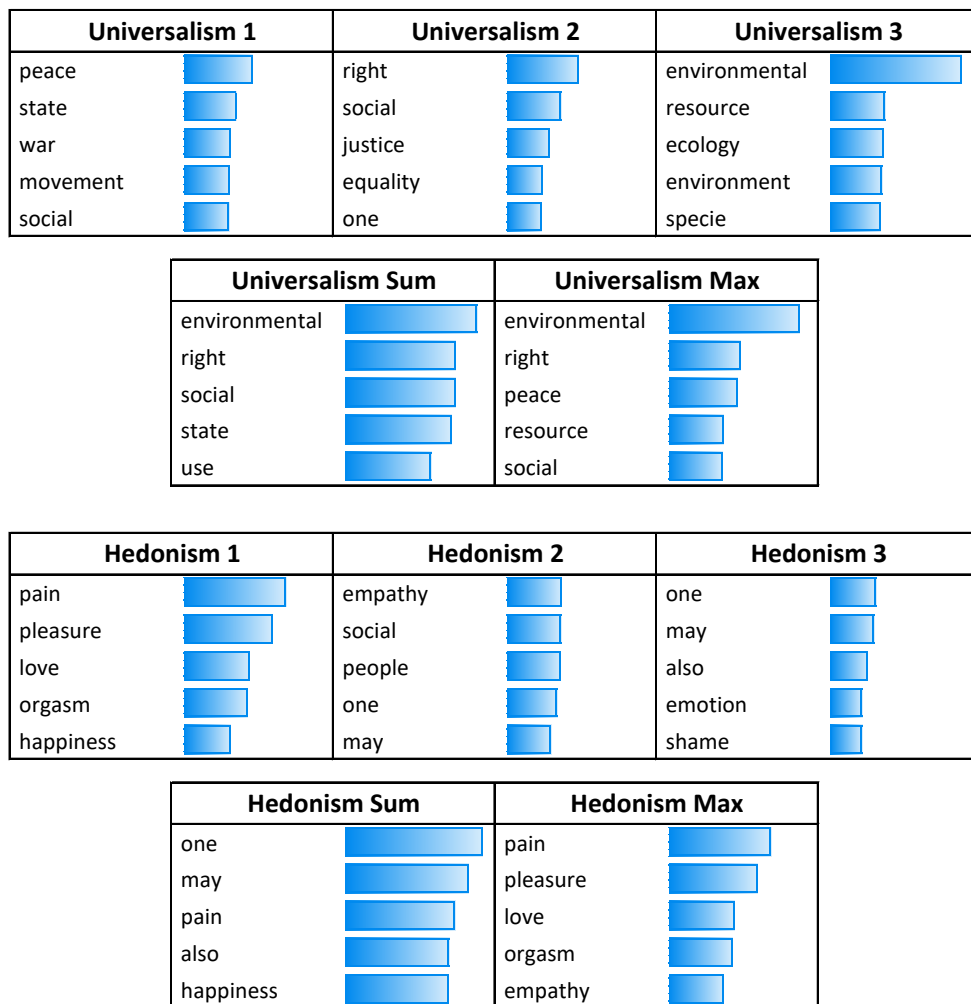 Universalism 1 Universalism 2 Universalism 3
peace right environmental
state social resource
war justice ecology
movement equality environment
social one specie
Universalism Sum Universalism Max
environmental environmental
right right
social peace
state resource
use social
Hedonism 1 Hedonism 2 Hedonism 3
pain empathy one
pleasure social may
love people also
orgasm one emotion
happiness may shame
Hedonism Sum Hedonism Max
one pain
may pleasure
pain love
also orgasm
happiness empathy